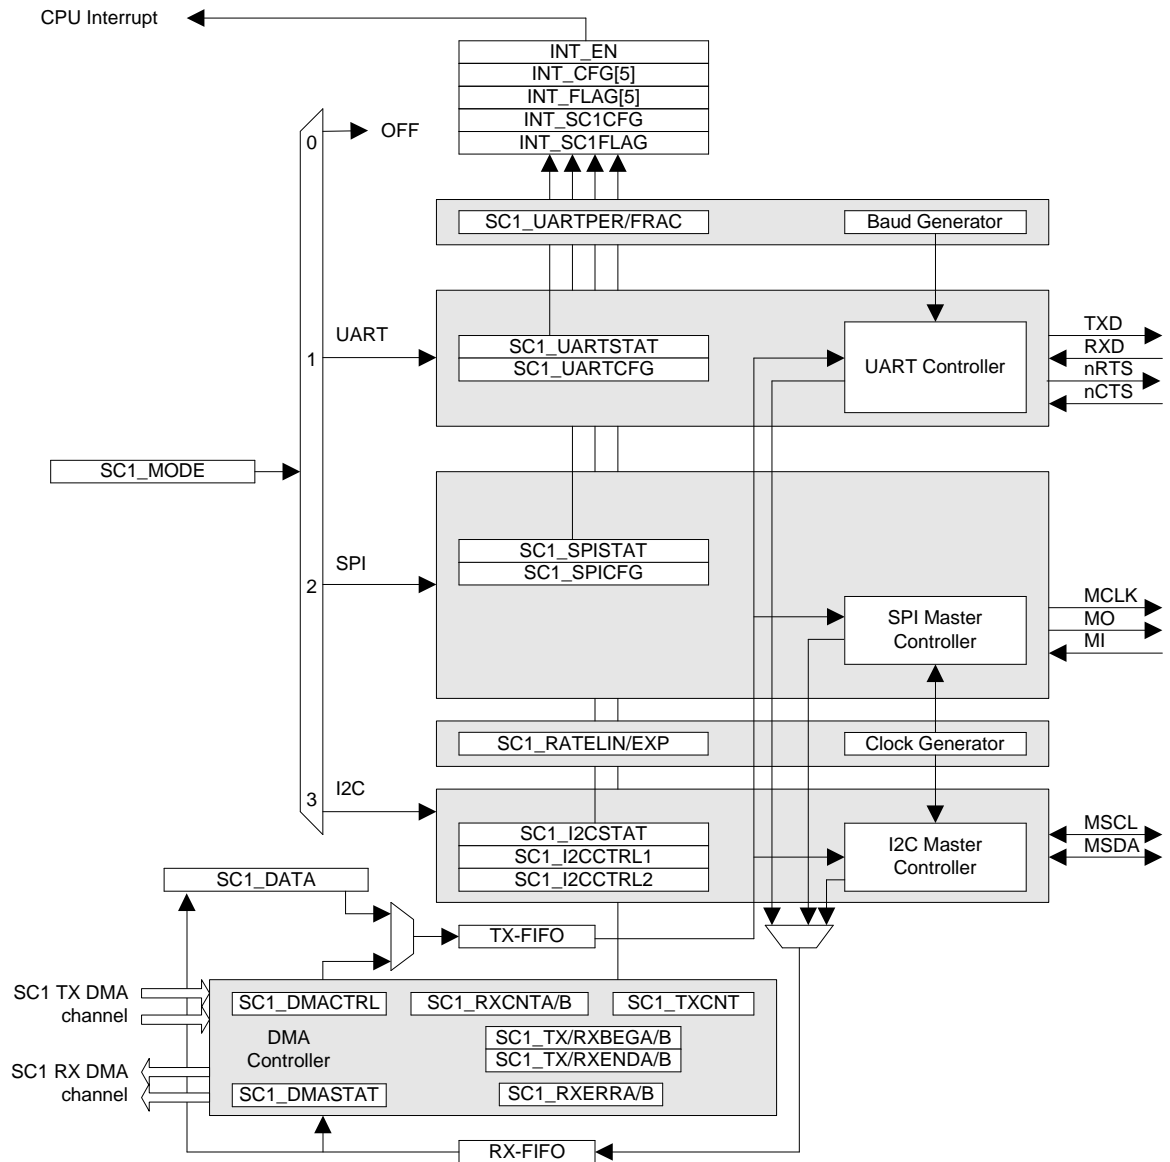 CPU Interrupt
INT_EN
INT_CFG[5]
INT_FLAG[5]
INT_SC1CFG
INT_SC1FLAG
0
OFF
SC1_UARTPER/FRAC
Baud Generator
UART
1
SC1_UARTSTAT
SC1_UARTCFG
UART Controller
TXD
RXD
nRTS
nCTS
SC1_MODE
SPI
2
SC1_SPISTAT
SC1_SPICFG
SPI Master
Controller
MCLK
MO
MI
SC1_RATELIN/EXP
Clock Generator
I2C
3
SC1_I2CSTAT
SC1_I2CCTRL1
SC1_I2CCTRL2
I2C Master
Controller
MSCL
MSDA
SC1_DATA
TX-FIFO
SC1 TX DMA
channel
SC1_DMACTRL
SC1_RXCNTA/B
SC1_TXCNT
DMA
Controller
SC1_TX/RXBEGA/B
SC1_TX/RXENDA/B
SC1 RX DMA
channel
SC1_DMASTAT
SC1_RXERRA/B
RX-FIFO